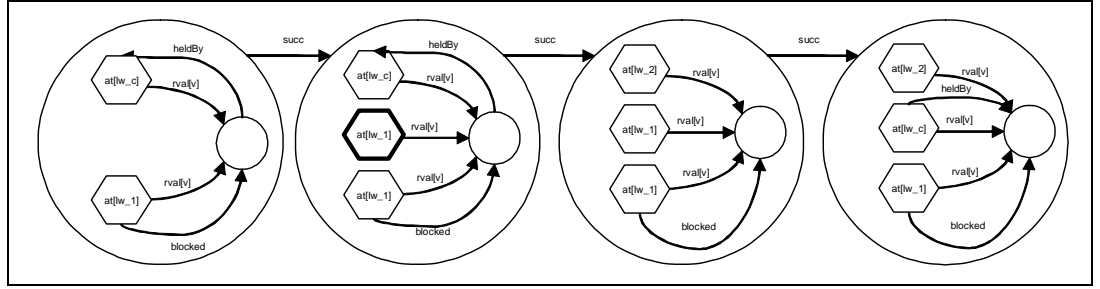 heldBy
at[lw_c]
rval[v]
at[lw_1]
rval[v]
blocked
succ
heldBy
at[lw_c]
rval[v]
at[lw_1]
rval[v]
at[lw_1]
rval[v]
blocked
succ
at[lw_2]
rval[v]
at[lw_1]
rval[v]
at[lw_1]
rval[v]
blocked
succ
at[lw_2]
rval[v]
heldBy
at[lw_c]
rval[v]
at[lw_1]
rval[v]
blocked